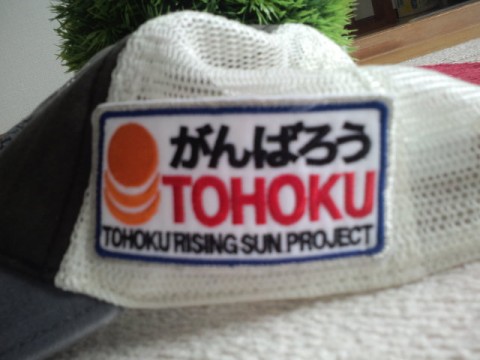 がんばろう
TOHOKU
TOHOKU RISING SUN PROJECT